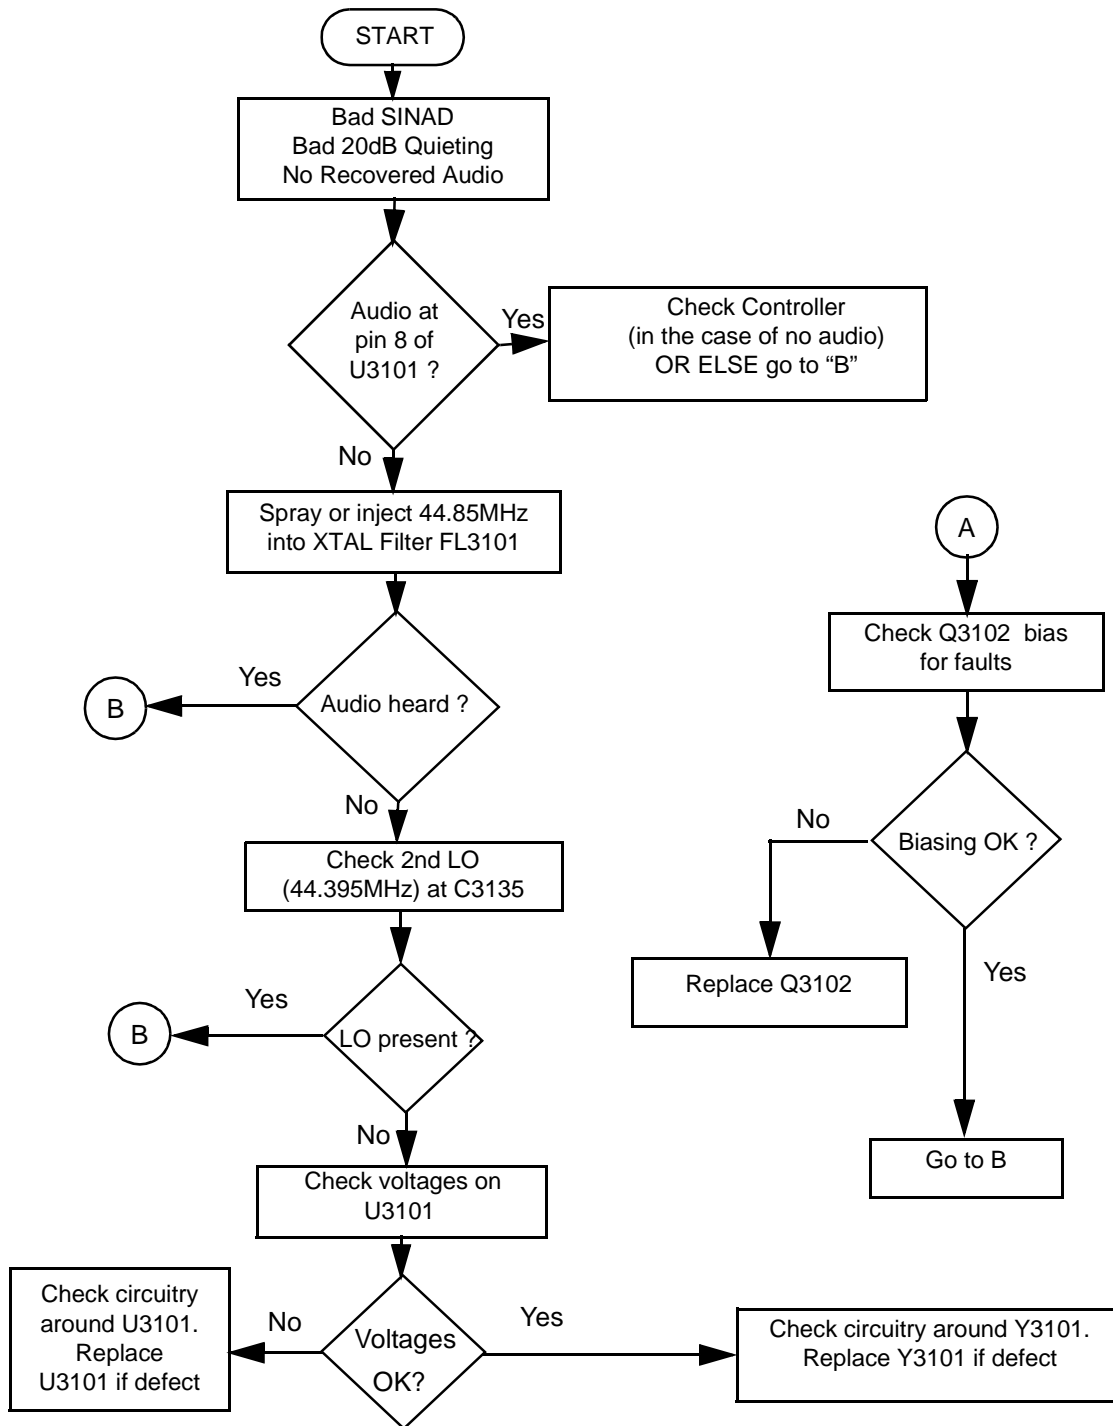 START
Bad SINAD
Bad 20dB Quieting
No Recovered Audio
Audio at
pin 8 of
U3101 ?
Yes
Check Controller
(in the case of no audio)
OR ELSE go to “B”
No
Spray or inject 44.85MHz
into XTAL Filter FL3101
Yes
B
Audio heard ?
No
Check 2nd LO
(44.395MHz) at C3135
Yes
B
LO present ?
No
Check voltages on
U3101
Voltages
OK?
No
Check circuitry
around U3101.
Replace
U3101 if defect
Yes
Check circuitry around Y3101.
Replace Y3101 if defect
A
Check Q3102 bias
for faults
Biasing OK ?
No
Replace Q3102
Yes
Go to B